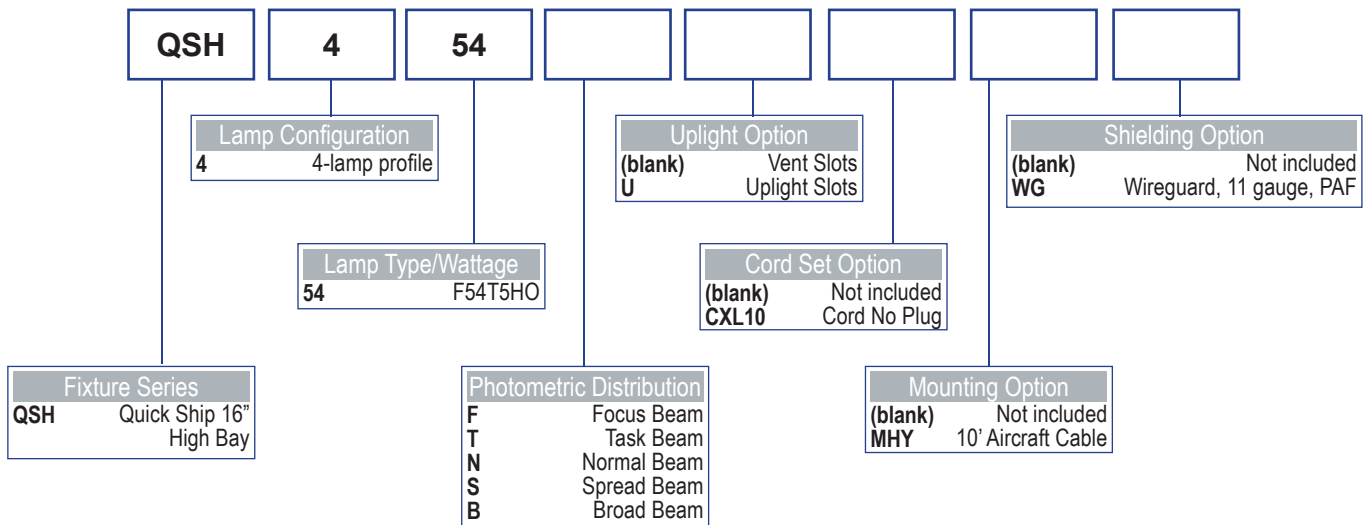 QSH 4 54
Lamp Configuration
4 4-lamp profile
Uplight Option
(blank) Vent Slots
U Uplight Slots
Shielding Option
(blank) Not included
WG Wireguard, 11 gauge, PAF
Lamp Type/Wattage
54 F54T5HO
Cord Set Option
(blank) Not included
CXL10 Cord No Plug
Fixture Series
QSH Quick Ship 16”
High Bay
Photometric Distribution
F Focus Beam
T Task Beam
N Normal Beam
S Spread Beam
B Broad Beam
Mounting Option
(blank) Not included
MHY 10’ Aircraft Cable